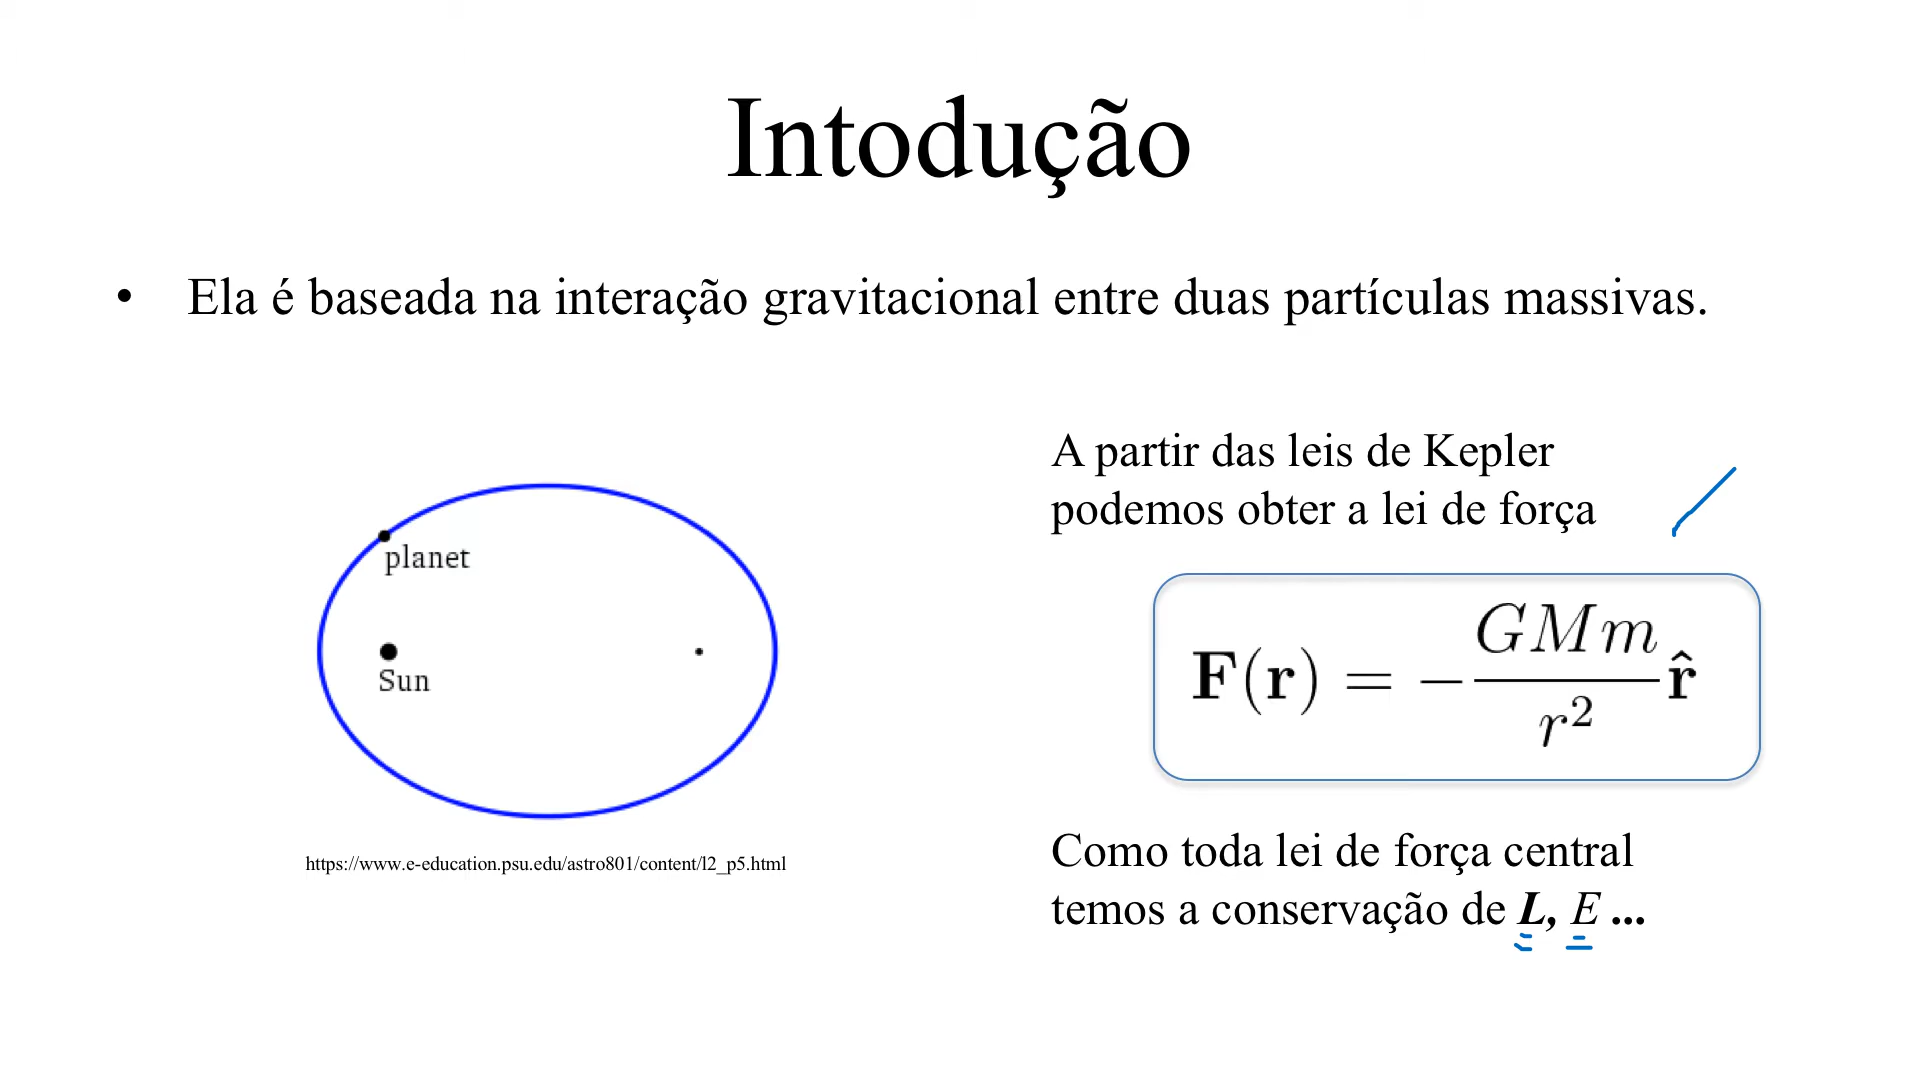 Intodução
• Ela é baseada na interação gravitacional entre duas partículas massivas.
planet
Sun
https://www.e-education.psu.edu/astro801/content/l2_p5.html
A partir das leis de Kepler
podemos obter a lei de força
F(r) = −GMm/r² r̂
Como toda lei de força central
temos a conservação de L, E ...